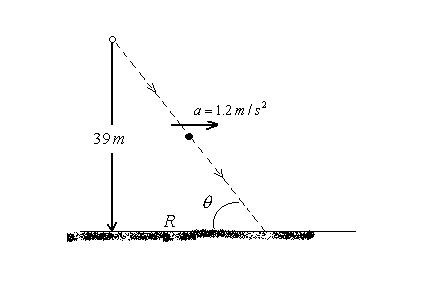 a = 1.2 m / s²
39 m
θ
R